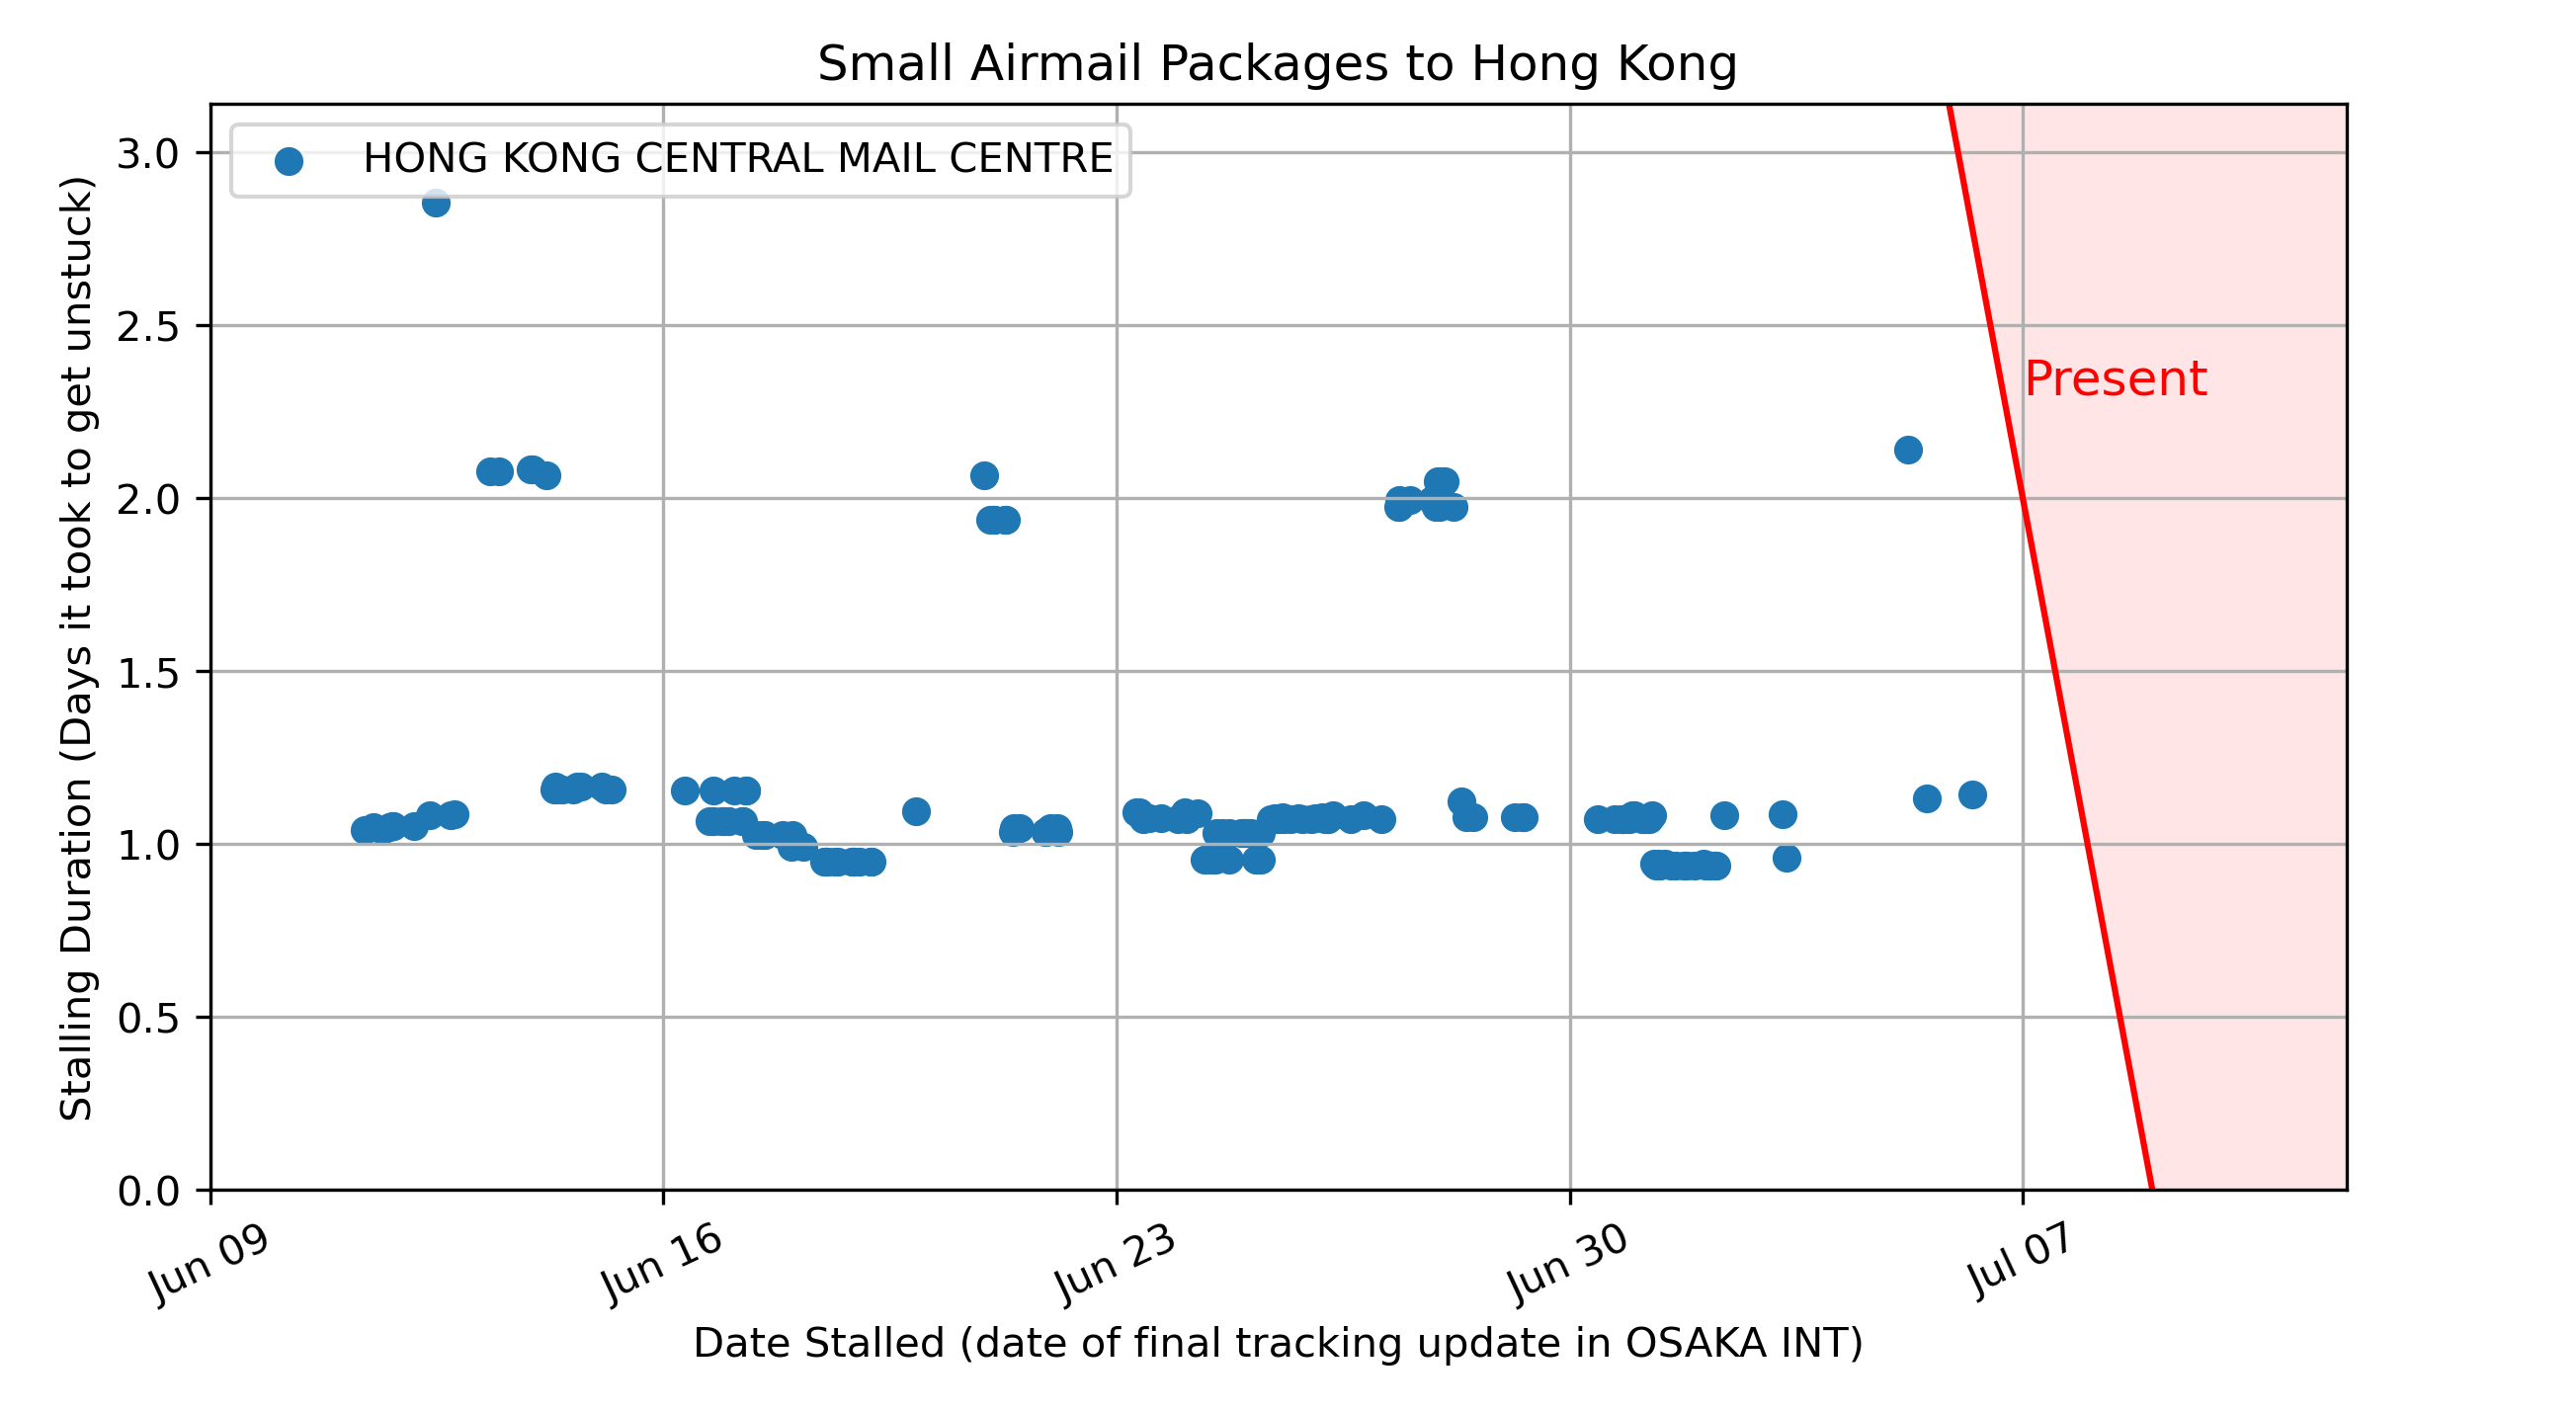 Small Airmail Packages to Hong Kong
HONG KONG CENTRAL MAIL CENTRE
Present
Stalling Duration (Days it took to get unstuck)
3.0
2.5
2.0
1.5
1.0
0.5
0.0
Jun 09
Jun 16
Jun 23
Jun 30
Jul 07
Date Stalled (date of final tracking update in OSAKA INT)